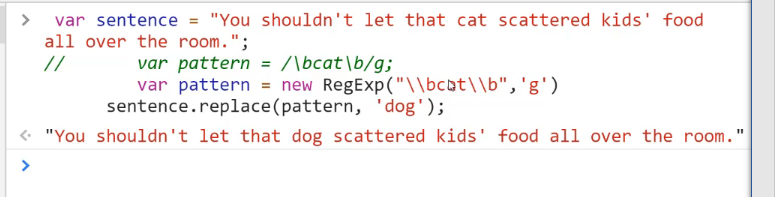 > var sentence = "You shouldn't let that cat scattered kids' food
all over the room.";
// var pattern = /\bcat\b/g;
var pattern = new RegExp("\\bcat\\b",'g')
sentence.replace(pattern, 'dog');
"You shouldn't let that dog scattered kids' food all over the room."
>